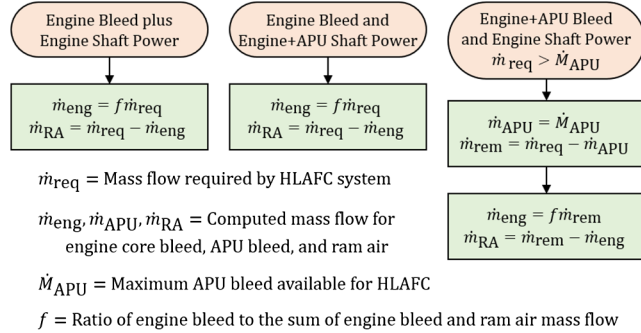 Engine Bleed plus
Engine Shaft Power
ṁeng = fṁreq
ṁRA = ṁreq − ṁeng
Engine Bleed and
Engine+APU Shaft Power
ṁeng = fṁreq
ṁRA = ṁreq − ṁeng
Engine+APU Bleed
and Engine Shaft Power
ṁreq > ṀAPU
ṁAPU = ṀAPU
ṁrem = ṁreq − ṁAPU
ṁeng = fṁrem
ṁRA = ṁrem − ṁeng
ṁreq = Mass flow required by HLAFC system
ṁeng, ṁAPU, ṁRA = Computed mass flow for
engine core bleed, APU bleed, and ram air
ṀAPU = Maximum APU bleed available for HLAFC
f = Ratio of engine bleed to the sum of engine bleed and ram air mass flow